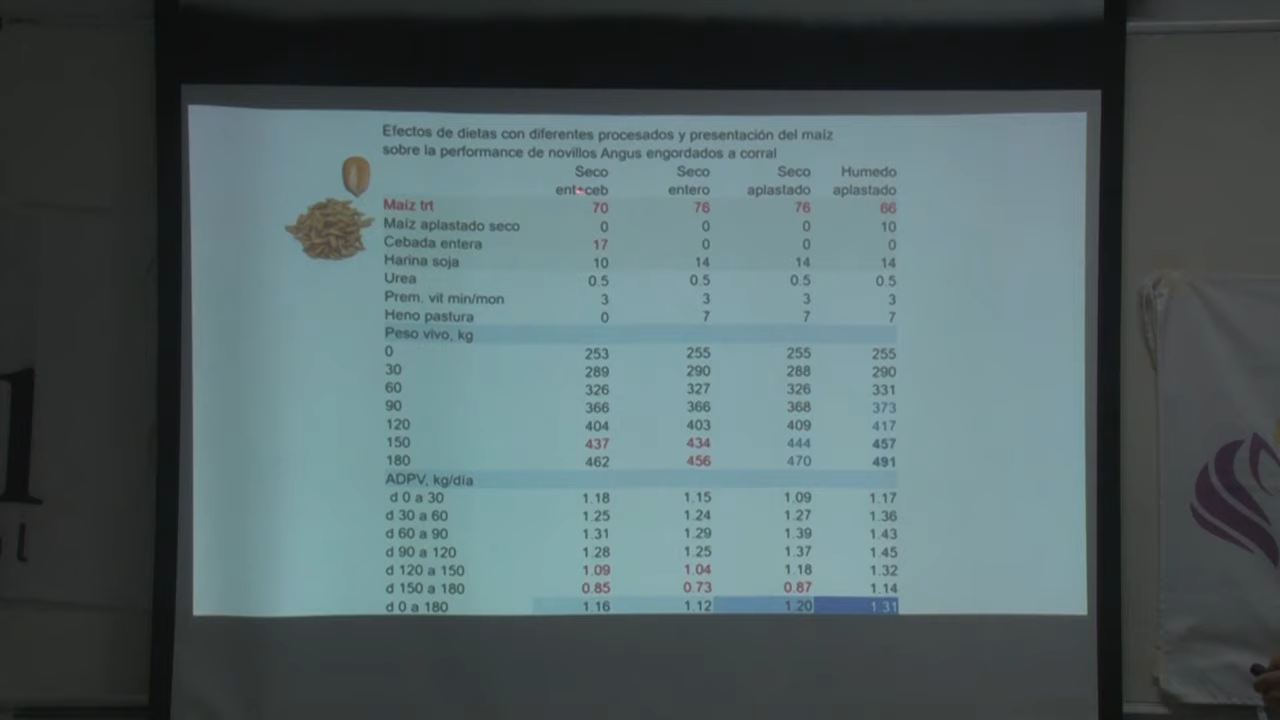 Efectos de dietas con diferentes procesados y presentación del maíz
sobre la performance de novillos Angus engordados a corral
Seco Seco Seco Humedo
ent+ceb entero aplastado aplastado
Maíz trt 70 76 76 66
Maíz aplastado seco 0 0 0 10
Cebada entera 17 0 0 0
Harina soja 10 14 14 14
Urea 0.5 0.5 0.5 0.5
Prem. vit min/mon 3 3 3 3
Heno pastura 0 7 7 7
Peso vivo, kg
0 253 255 255 255
30 289 290 288 290
60 326 327 326 331
90 366 366 368 373
120 404 403 409 417
150 437 434 444 457
180 462 456 470 491
ADPV, kg/día
d 0 a 30 1.18 1.15 1.09 1.17
d 30 a 60 1.25 1.24 1.27 1.36
d 60 a 90 1.31 1.29 1.39 1.43
d 90 a 120 1.28 1.25 1.37 1.45
d 120 a 150 1.09 1.04 1.18 1.32
d 150 a 180 0.85 0.73 0.87 1.14
d 0 a 180 1.16 1.12 1.20 1.31